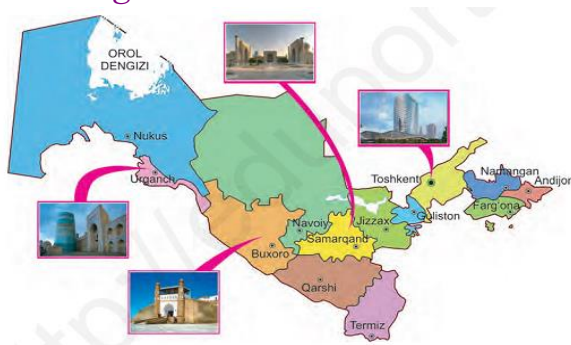 OROL
DENGIZI
Nukus
Urganch
Toshkent
Namangan
Andijon
Farg'ona
Guliston
Jizzax
Navoiy
Samarqand
Buxoro
Qarshi
Termiz